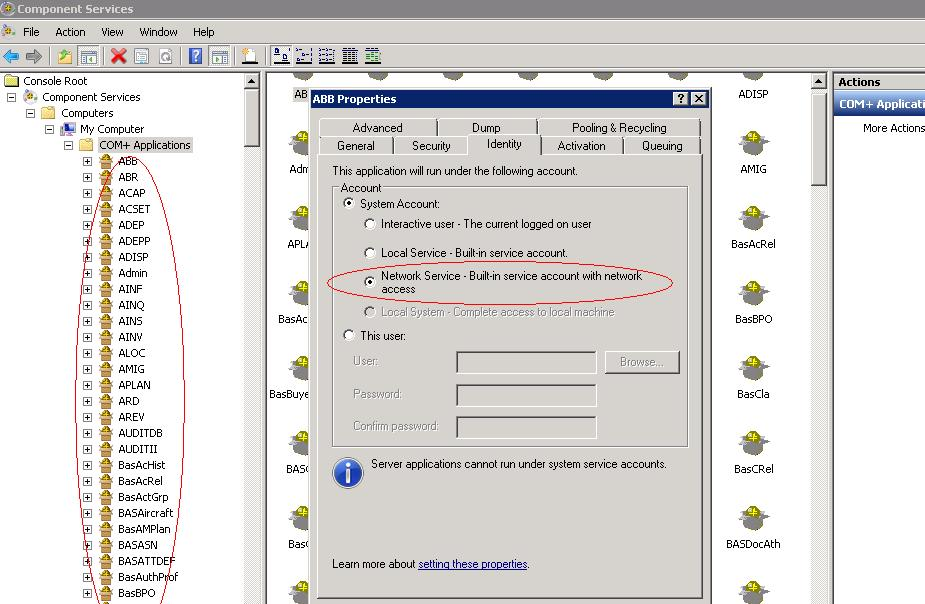 Component Services
File Action View Window Help
Console Root
Component Services
Computers
My Computer
COM+ Applications
ABB
ABR
ACAP
ACSET
ADEP
ADEPP
ADISP
Admin
AINF
AINQ
AINS
AINV
ALOC
AMIG
APLAN
ARD
AREV
AUDITDB
AUDITII
BasAcHist
BasAcRel
BasActGrp
BASAircraft
BasAMPlan
BASASN
BASATTDEF
BasAuthProf
BasBPO
AB
Adm
APLA
BasAc
BasBuye
BASC
BasC
ABB Properties
Advanced Dump Pooling & Recycling
General Security Identity Activation Queuing
This application will run under the following account.
Account
System Account:
Interactive user - The current logged on user
Local Service - Built-in service account.
Network Service - Built-in service account with network
access
Local System - Complete access to local machine
This user:
User:
Browse...
Password:
Confirm password:
Server applications cannot run under system service accounts.
Learn more about setting these properties.
ADISP
AMIG
BasAcRel
BasBPO
BasCla
BasCRel
BASDocAth
Actions
COM+ Applicati
More Actions